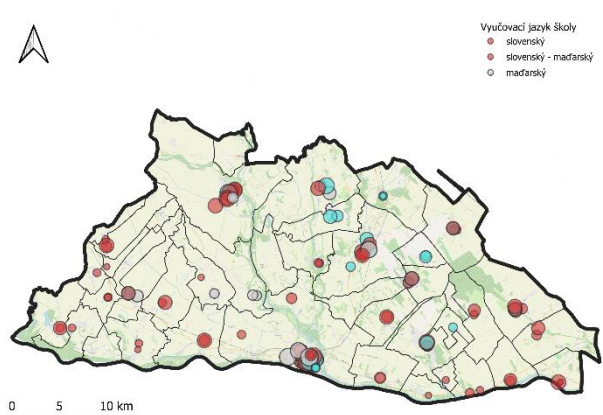 Vyučovací jazyk školy
slovenský
slovenský - maďarský
maďarský
0 5 10 km